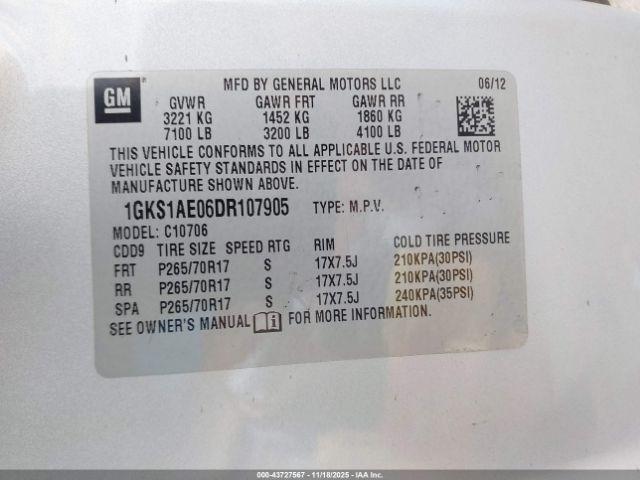 GM
MFD BY GENERAL MOTORS LLC 06/12
GVWR GAWR FRT GAWR RR
3221 KG 1452 KG 1860 KG
7100 LB 3200 LB 4100 LB
THIS VEHICLE CONFORMS TO ALL APPLICABLE U.S. FEDERAL MOTOR
VEHICLE SAFETY STANDARDS IN EFFECT ON THE DATE OF
MANUFACTURE SHOWN ABOVE.
1GKS1AE06DR107905 TYPE: M.P.V.
MODEL: C10706
CDD9 TIRE SIZE SPEED RTG RIM COLD TIRE PRESSURE
FRT P265/70R17 S 17X7.5J 210KPA(30PSI)
RR P265/70R17 S 17X7.5J 210KPA(30PSI)
SPA P265/70R17 S 17X7.5J 240KPA(35PSI)
SEE OWNER'S MANUAL FOR MORE INFORMATION.
000-43727567 - 11/18/2025 - IAA Corp.